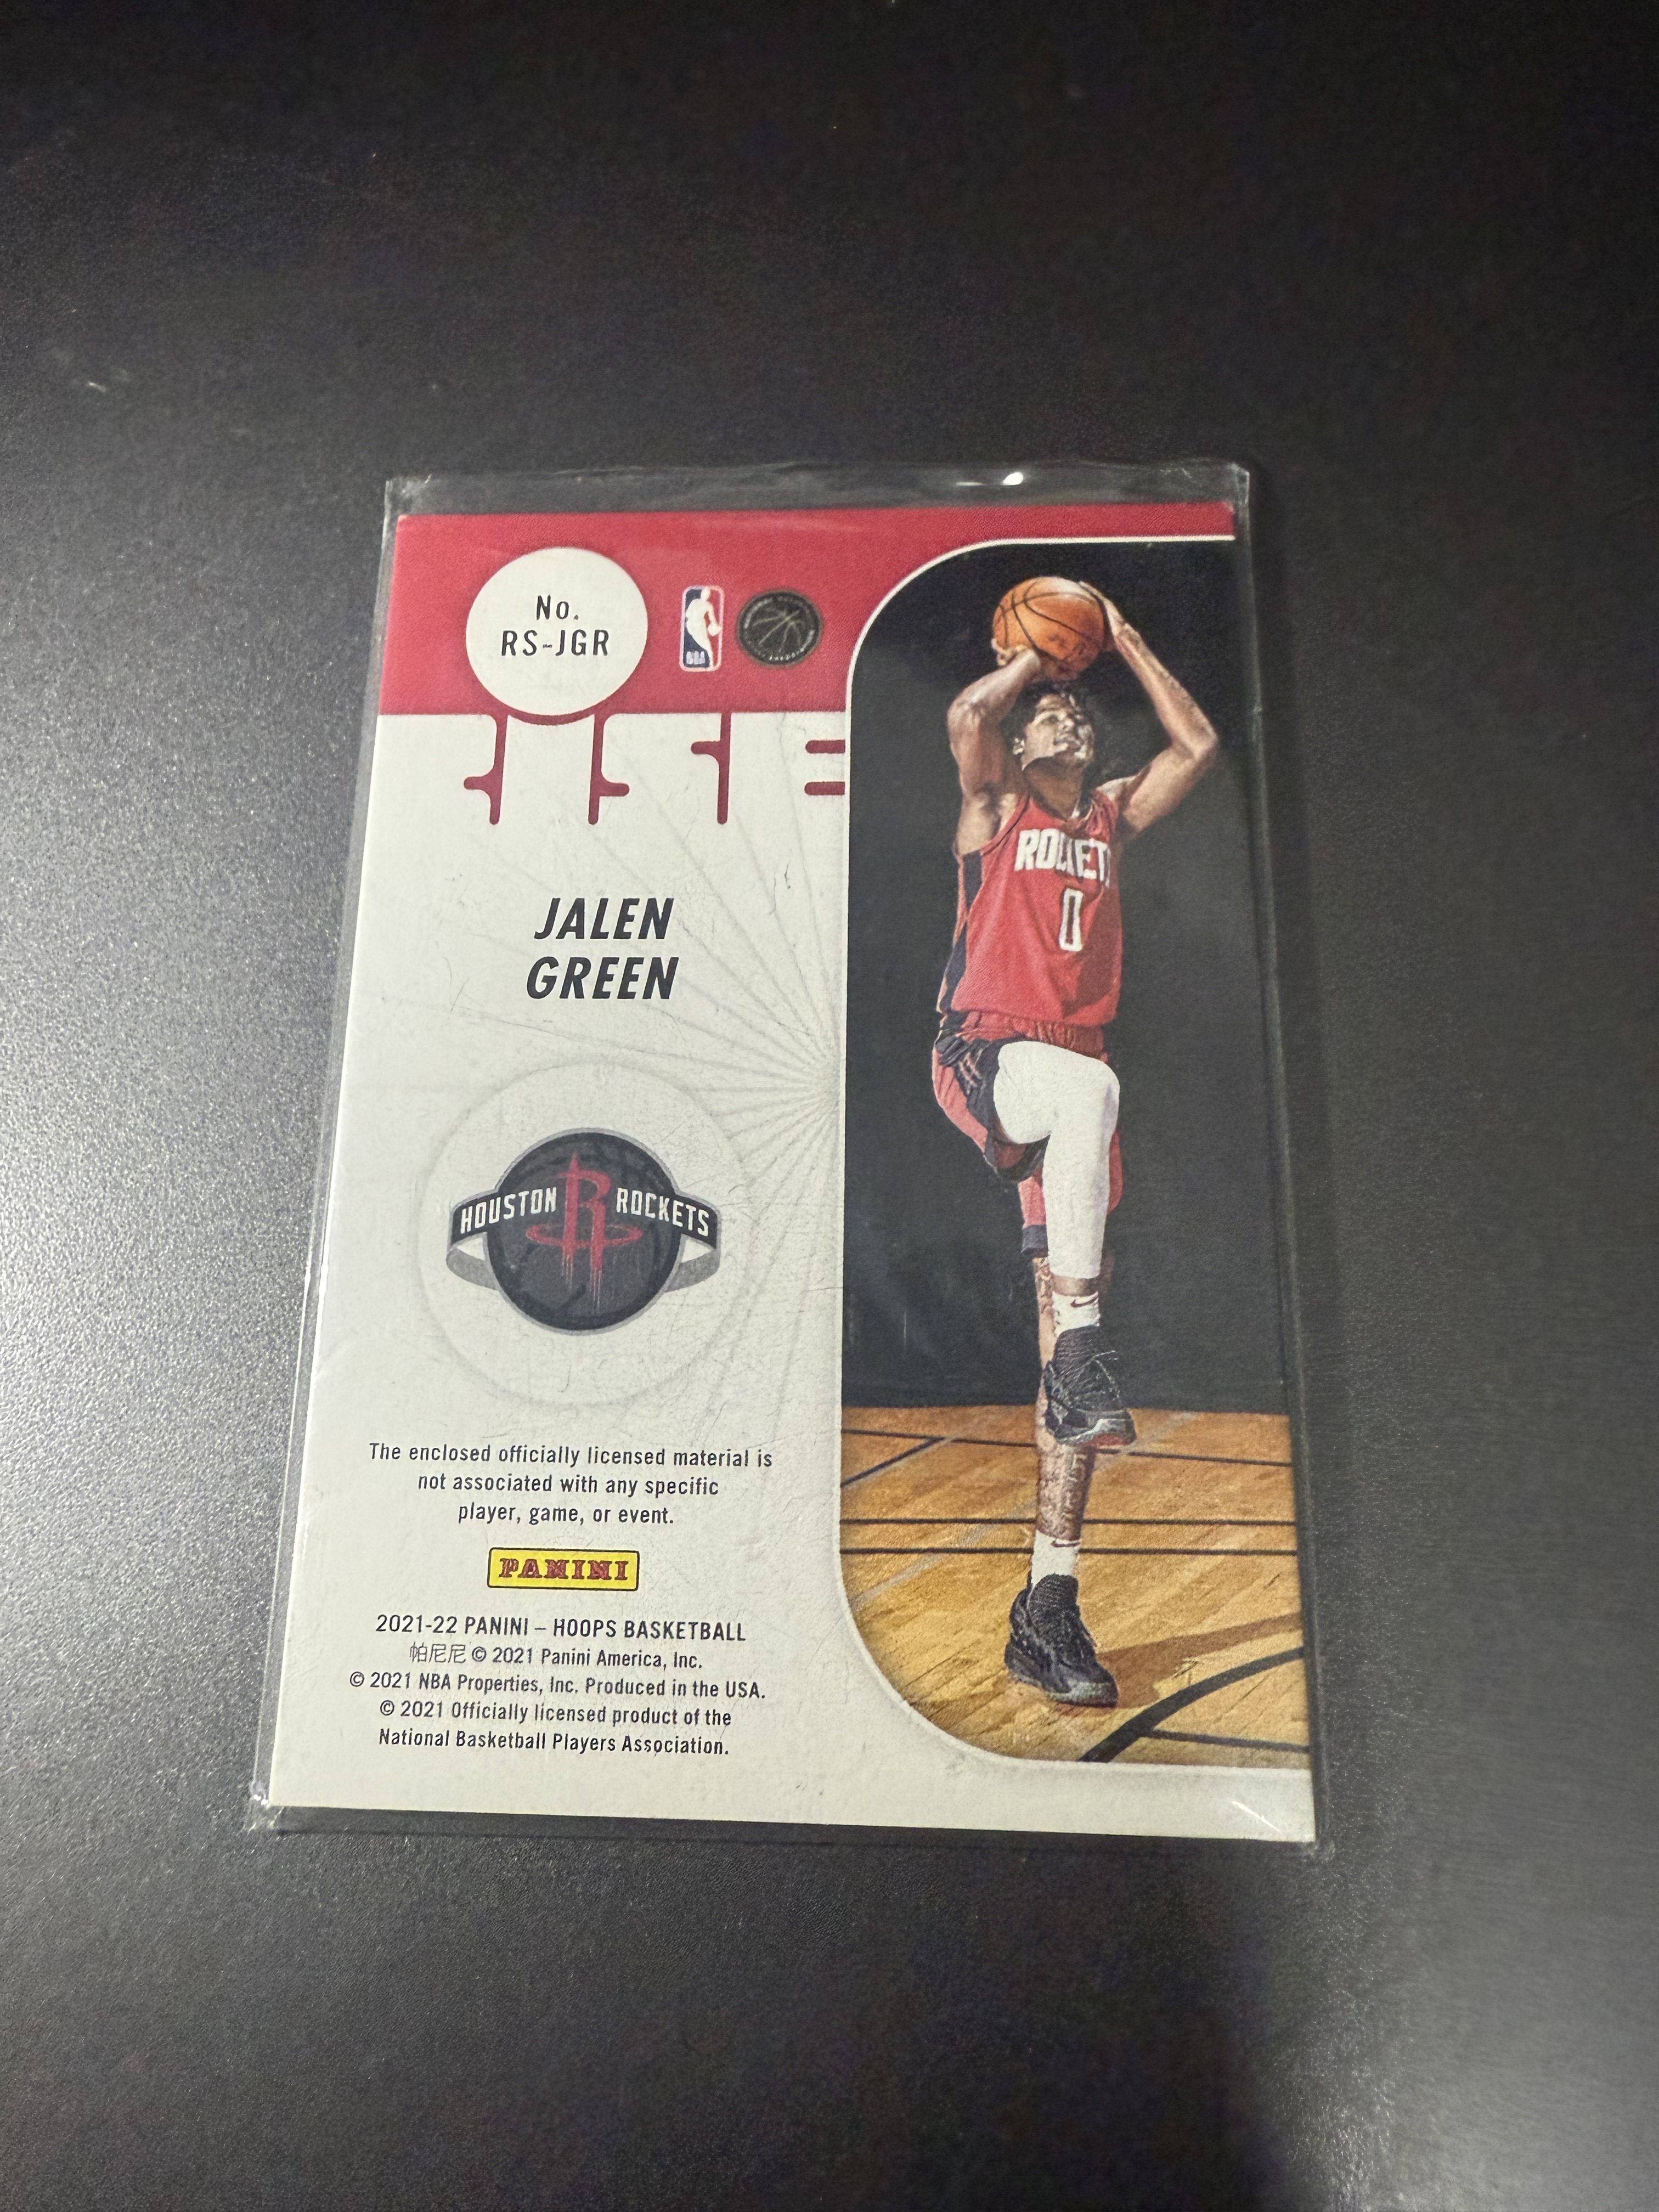 No.
RS-JGR
NBA
JALEN
GREEN
HOUSTON ROCKETS
ROCKETS
0
The enclosed officially licensed material is
not associated with any specific
player, game, or event.
PANINI
2021-22 PANINI – HOOPS BASKETBALL
帕尼尼 © 2021 Panini America, Inc.
© 2021 NBA Properties, Inc. Produced in the USA.
© 2021 Officially licensed product of the
National Basketball Players Association.